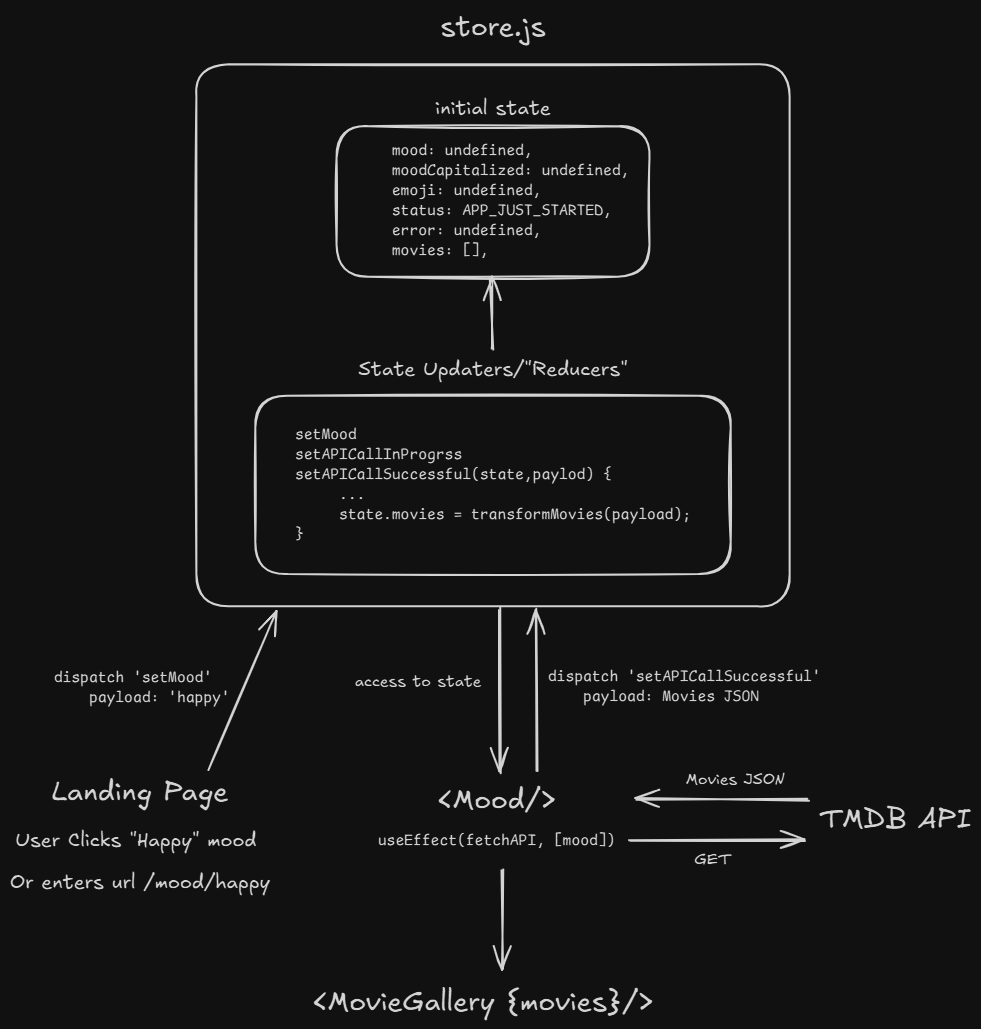 store.js
initial state
mood: undefined,
moodCapitalized: undefined,
emoji: undefined,
status: APP_JUST_STARTED,
error: undefined,
movies: [],
State Updaters/"Reducers"
setMood
setAPICallInProgrss
setAPICallSuccessful(state,paylod) {
...
state.movies = transformMovies(payload);
}
dispatch 'setMood'
payload: 'happy'
access to state
dispatch 'setAPICallSuccessful'
payload: Movies JSON
Landing Page
User Clicks "Happy" mood
Or enters url /mood/happy
<Mood/>
useEffect(fetchAPI, [mood])
Movies JSON
TMDB API
GET
<MovieGallery {movies}/>